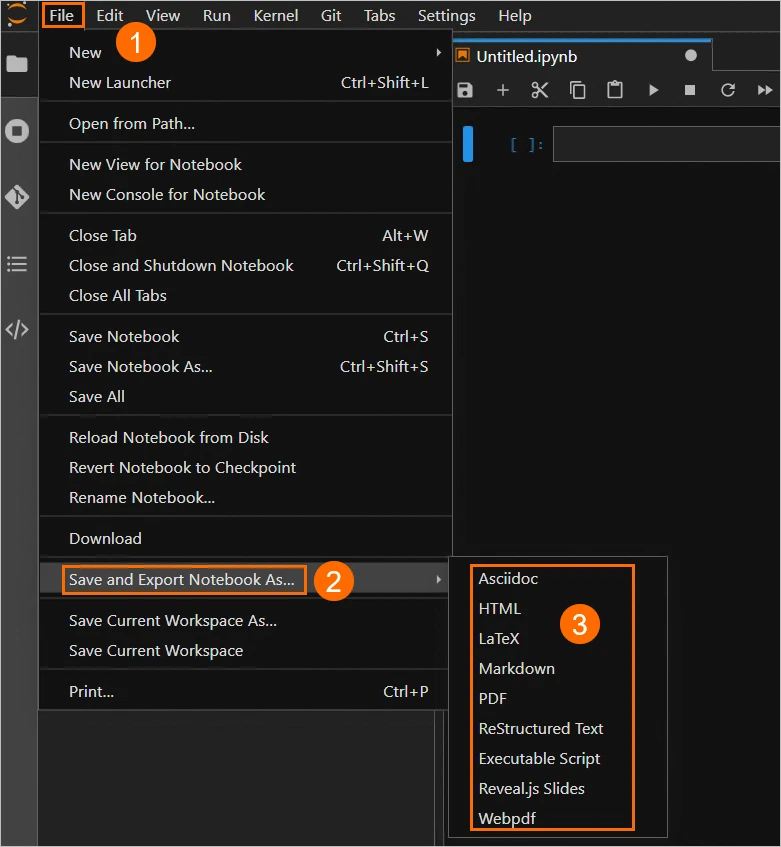 File Edit View Run Kernel Git Tabs Settings Help
1
New
New Launcher Ctrl+Shift+L
Open from Path...
New View for Notebook
New Console for Notebook
Close Tab Alt+W
Close and Shutdown Notebook Ctrl+Shift+Q
Close All Tabs
Save Notebook Ctrl+S
Save Notebook As... Ctrl+Shift+S
Save All
Reload Notebook from Disk
Revert Notebook to Checkpoint
Rename Notebook...
Download
Save and Export Notebook As... 2
Save Current Workspace As...
Save Current Workspace
Print... Ctrl+P
Untitled.ipynb
[ ]:
Asciidoc
HTML
3
LaTeX
Markdown
PDF
ReStructured Text
Executable Script
Reveal.js Slides
Webpdf